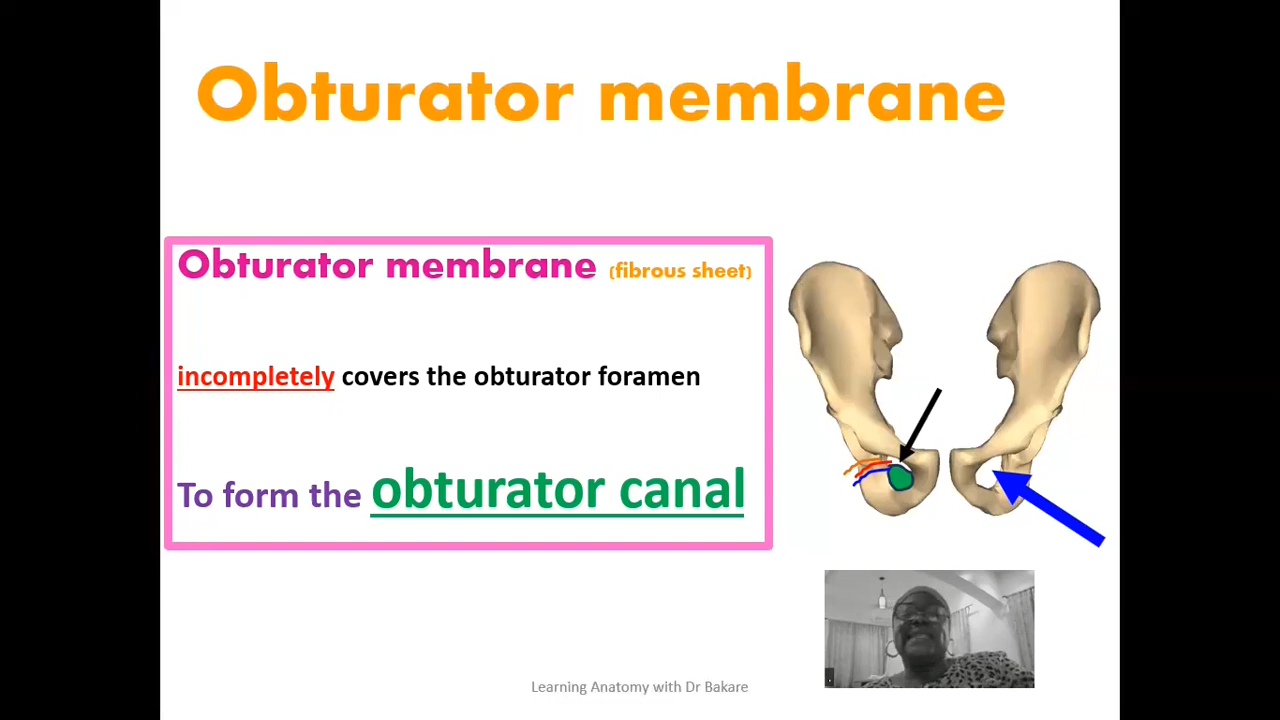 Obturator membrane
Obturator membrane (fibrous sheet)
incompletely covers the obturator foramen
To form the obturator canal
Learning Anatomy with Dr Bakare